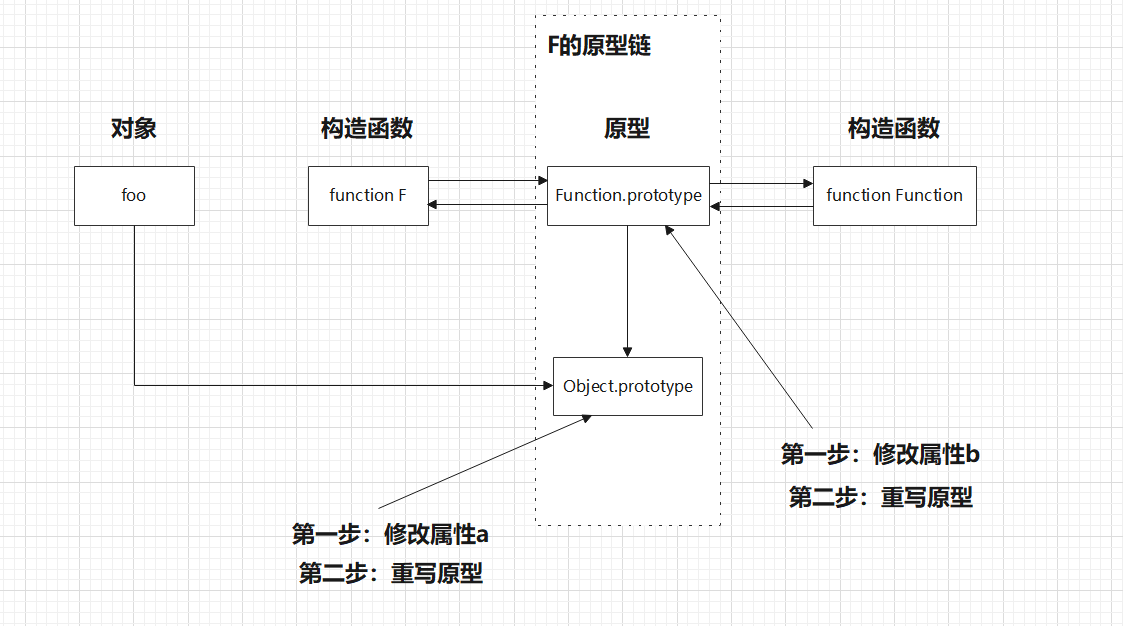 F的原型链
对象
构造函数
原型
构造函数
foo
function F
Function.prototype
function Function
Object.prototype
第一步：修改属性b
第二步：重写原型
第一步：修改属性a
第二步：重写原型